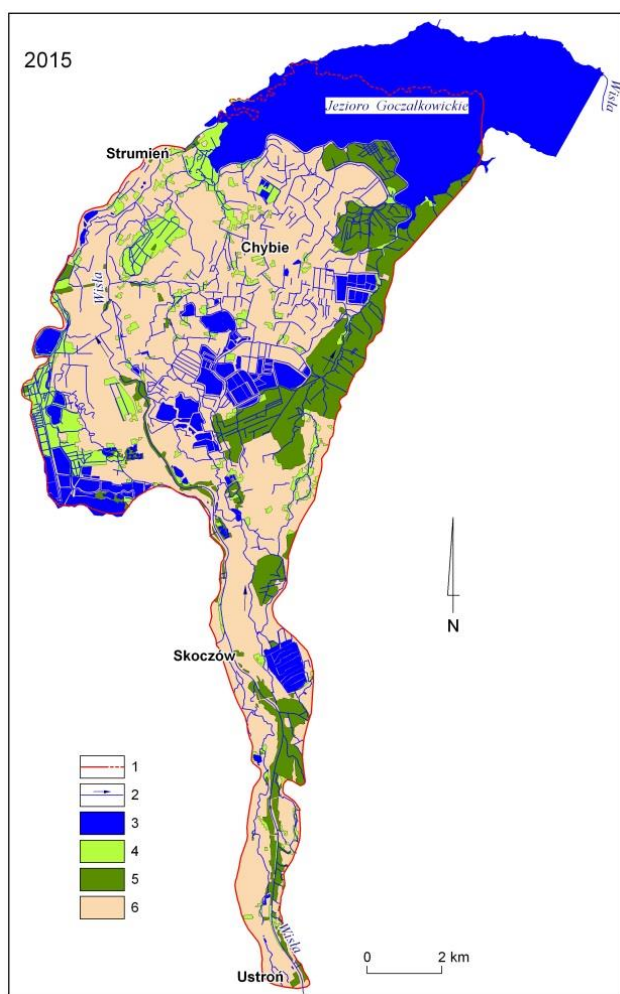 2015
Jezioro Goczałkowickie
Wisła
Strumień
Chybie
Wisła
N
Skoczów
1
2
3
4
5
6
Wisła
Ustroń
0 2 km